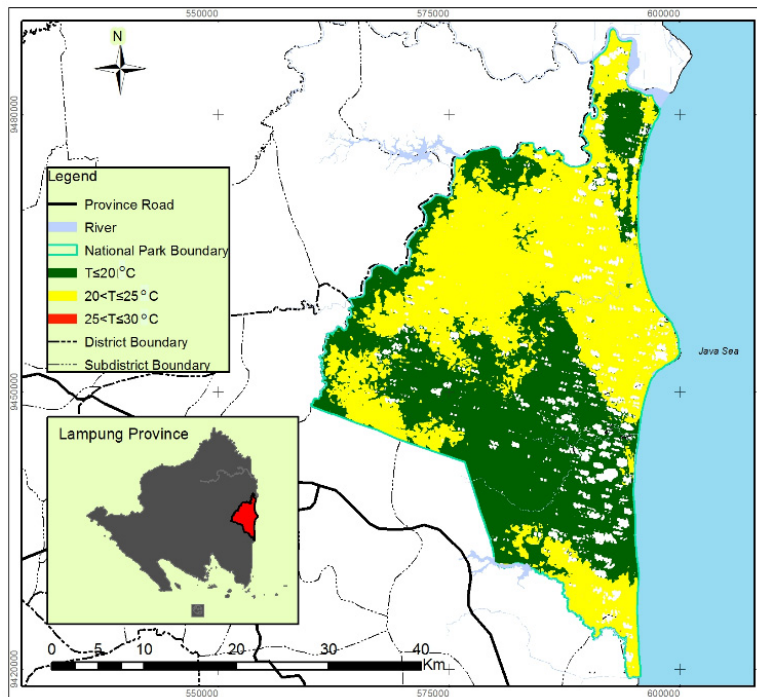 550000 575000 600000
N
9480000
Legend
Province Road
River
National Park Boundary
T≤20°C
20<T≤25°C
25<T≤30°C
District Boundary
Subdistrict Boundary
Java Sea
9450000
Lampung Province
0 5 10 20 30 40
Km
9420000
550000 575000 600000